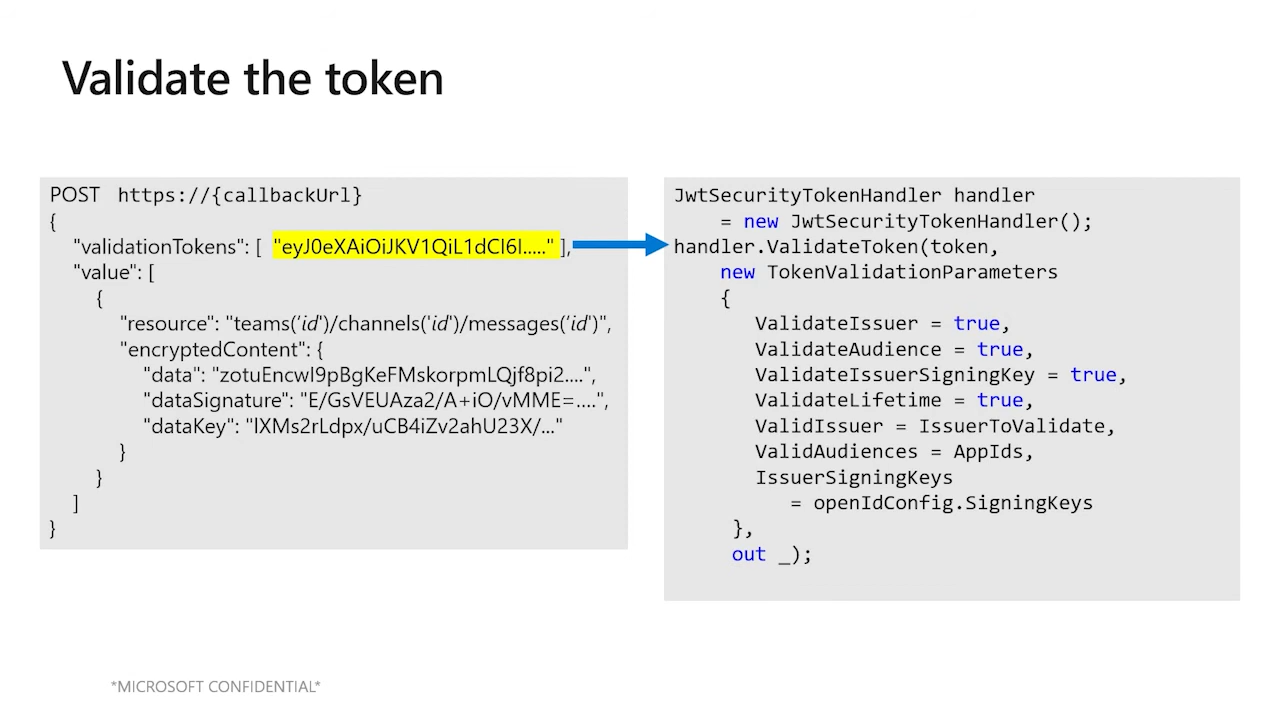 Validate the token
POST https://{callbackUrl}
{
"validationTokens": [ "eyJ0eXAiOiJKV1QiL1dCl6I....." ],
"value": [
{
"resource": "teams('id')/channels('id')/messages('id')",
"encryptedContent": {
"data": "zotuEncwl9pBgKeFMskorpmLQjf8pi2....",
"dataSignature": "E/GsVEUAza2/A+iO/vMME=....",
"dataKey": "lXMs2rLdpx/uCB4iZv2ahU23X/..."
}
}
]
}
JwtSecurityTokenHandler handler
= new JwtSecurityTokenHandler();
handler.ValidateToken(token,
new TokenValidationParameters
{
ValidateIssuer = true,
ValidateAudience = true,
ValidateIssuerSigningKey = true,
ValidateLifetime = true,
ValidIssuer = IssuerToValidate,
ValidAudiences = AppIds,
IssuerSigningKeys
= openIdConfig.SigningKeys
},
out _);
*MICROSOFT CONFIDENTIAL*